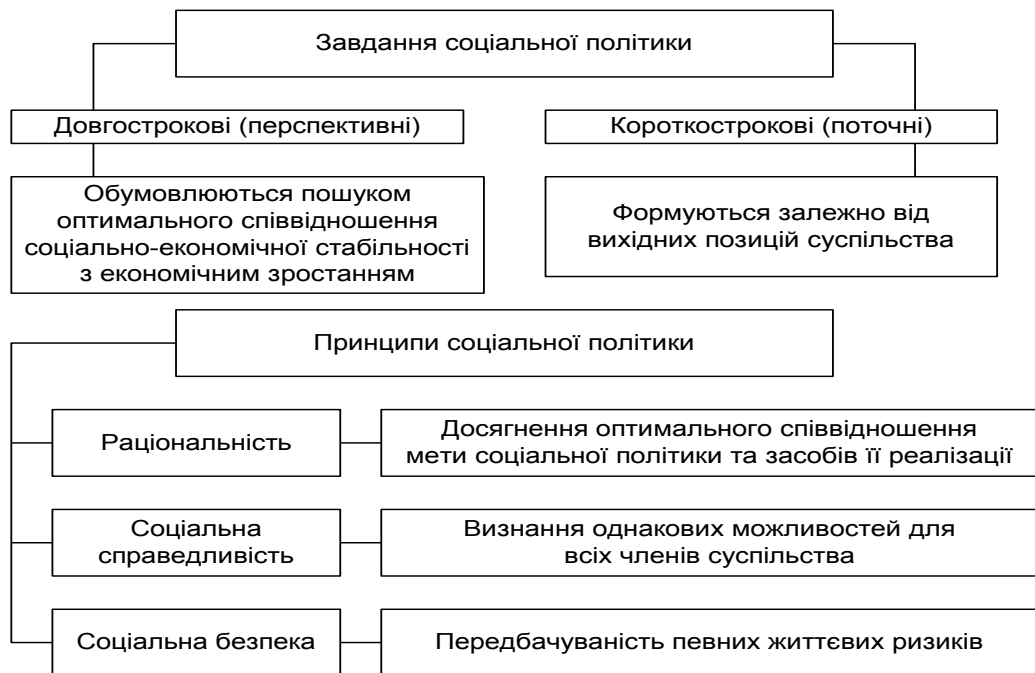 Завдання соціальної політики
Довгострокові (перспективні)
Короткострокові (поточні)
Обумовлюються пошуком
оптимального співвідношення
соціально-економічної стабільності
з економічним зростанням
Формуються залежно від
вихідних позицій суспільства
Принципи соціальної політики
Раціональність
Досягнення оптимального співвідношення
мети соціальної політики та засобів її реалізації
Соціальна
справедливість
Визнання однакових можливостей для
всіх членів суспільства
Соціальна безпека
Передбачуваність певних життєвих ризиків